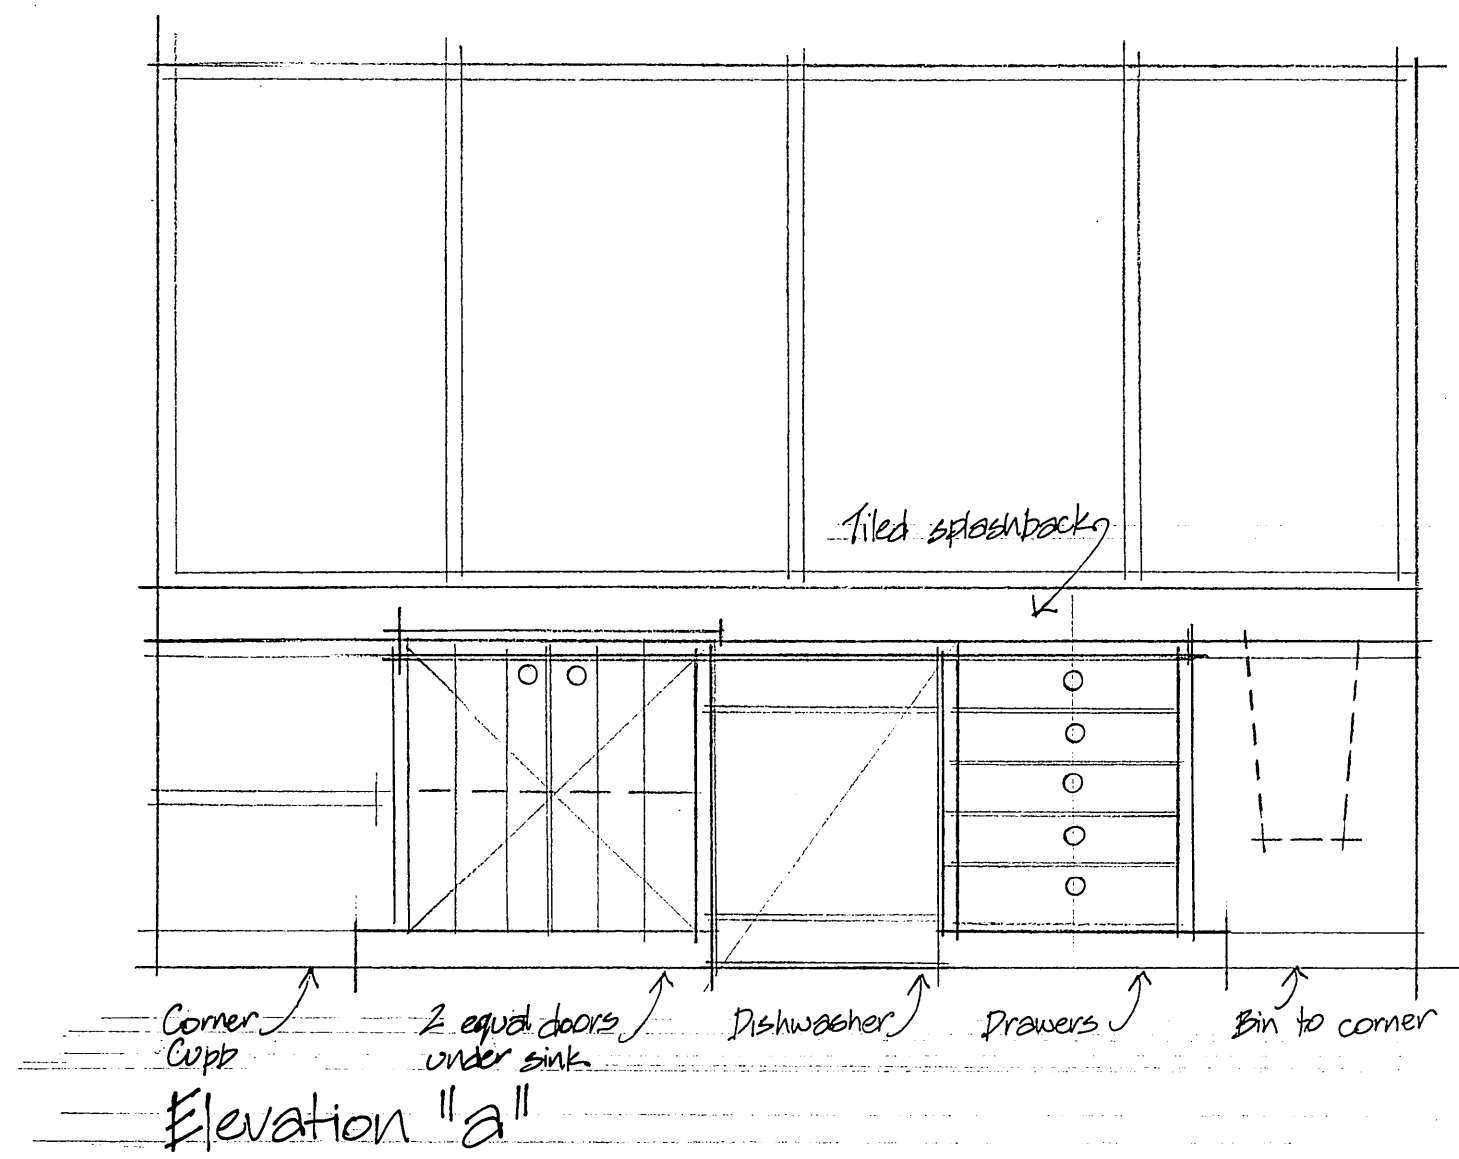 Tiled splashback
Corner
Cupb
2 equal doors
under sink
Dishwasher
Drawers
Bin to corner
Elevation "a"